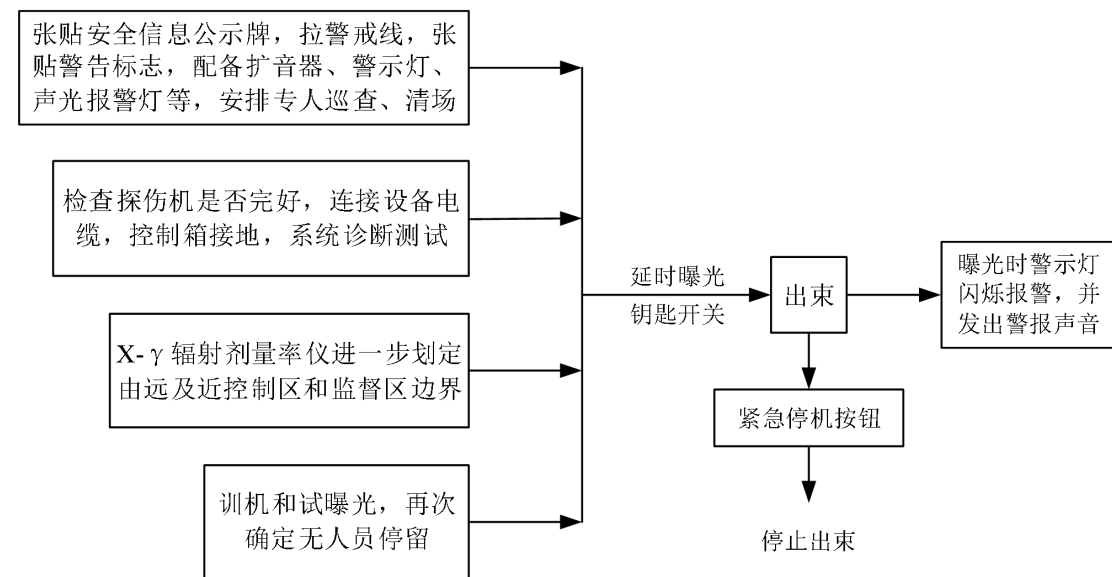 张贴安全信息公示牌，拉警戒线，张
贴警告标志，配备扩音器、警示灯、
声光报警灯等，安排专人巡查、清场
检查探伤机是否完好，连接设备电
缆，控制箱接地，系统诊断测试
X-γ辐射剂量率仪进一步划定
由远及近控制区和监督区边界
训机和试曝光，再次
确定无人员停留
延时曝光
钥匙开关
出束
曝光时警示灯
闪烁报警，并
发出警报声音
紧急停机按钮
停止出束